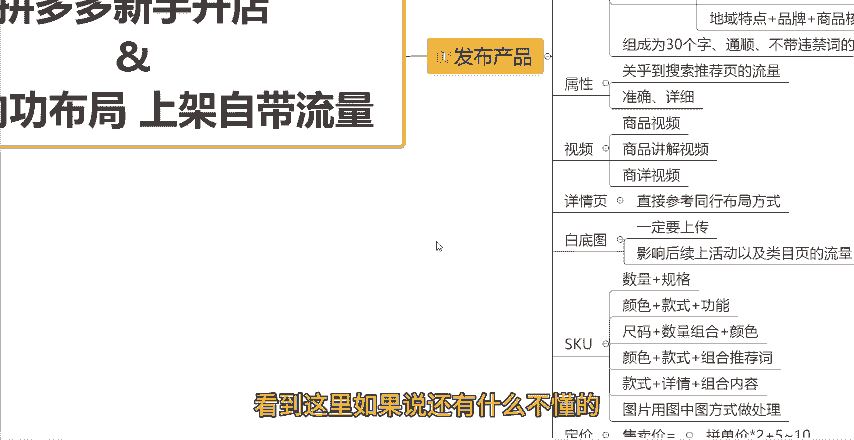 拼多多新手开店
&
功布局 上架自带流量
发布产品
地域特点+品牌+商品核
组成为30个字、通顺、不带违禁词的
属性
关乎到搜索推荐页的流量
准确、详细
视频
商品视频
商品讲解视频
商详视频
详情页
直接参考同行布局方式
白底图
一定要上传
影响后续上活动以及类目页的流量
SKU
数量+规格
颜色+款式+功能
尺码+数量组合+颜色
颜色+款式+组合推荐词
款式+详情+组合内容
图片用图中图方式做处理
定价
售卖价=
拼单价*2+5~10
看到这里如果说还有什么不懂的